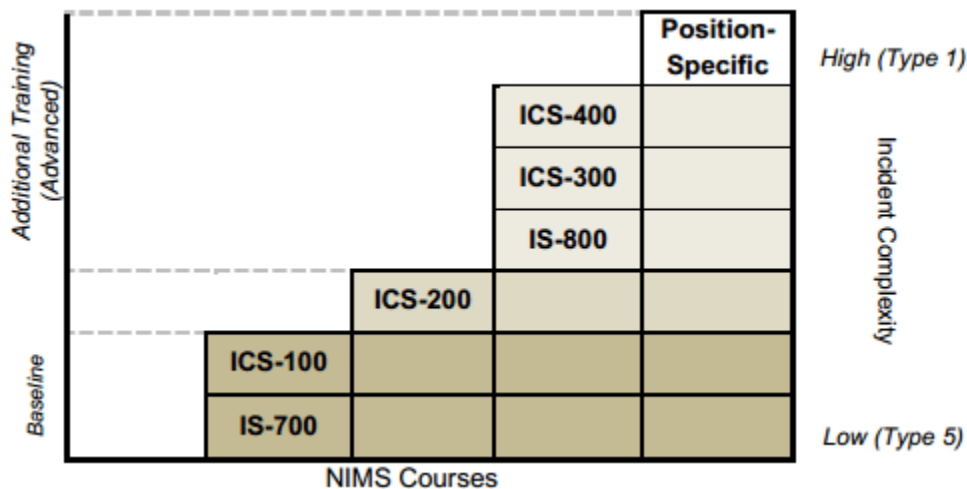 Additional Training
(Advanced)
Baseline
Position-
Specific
ICS-400
ICS-300
IS-800
ICS-200
ICS-100
IS-700
High (Type 1)
Incident Complexity
Low (Type 5)
NIMS Courses